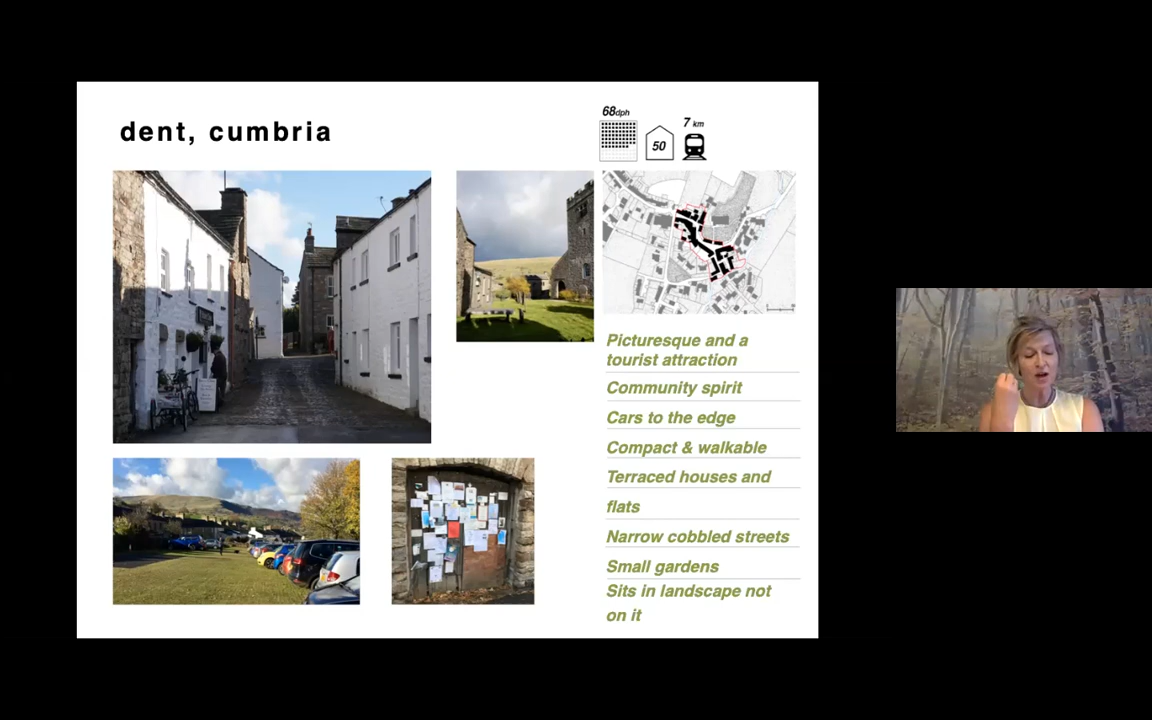 dent, cumbria
68dph
50
7 km
Picturesque and a
tourist attraction
Community spirit
Cars to the edge
Compact & walkable
Terraced houses and
flats
Narrow cobbled streets
Small gardens
Sits in landscape not
on it